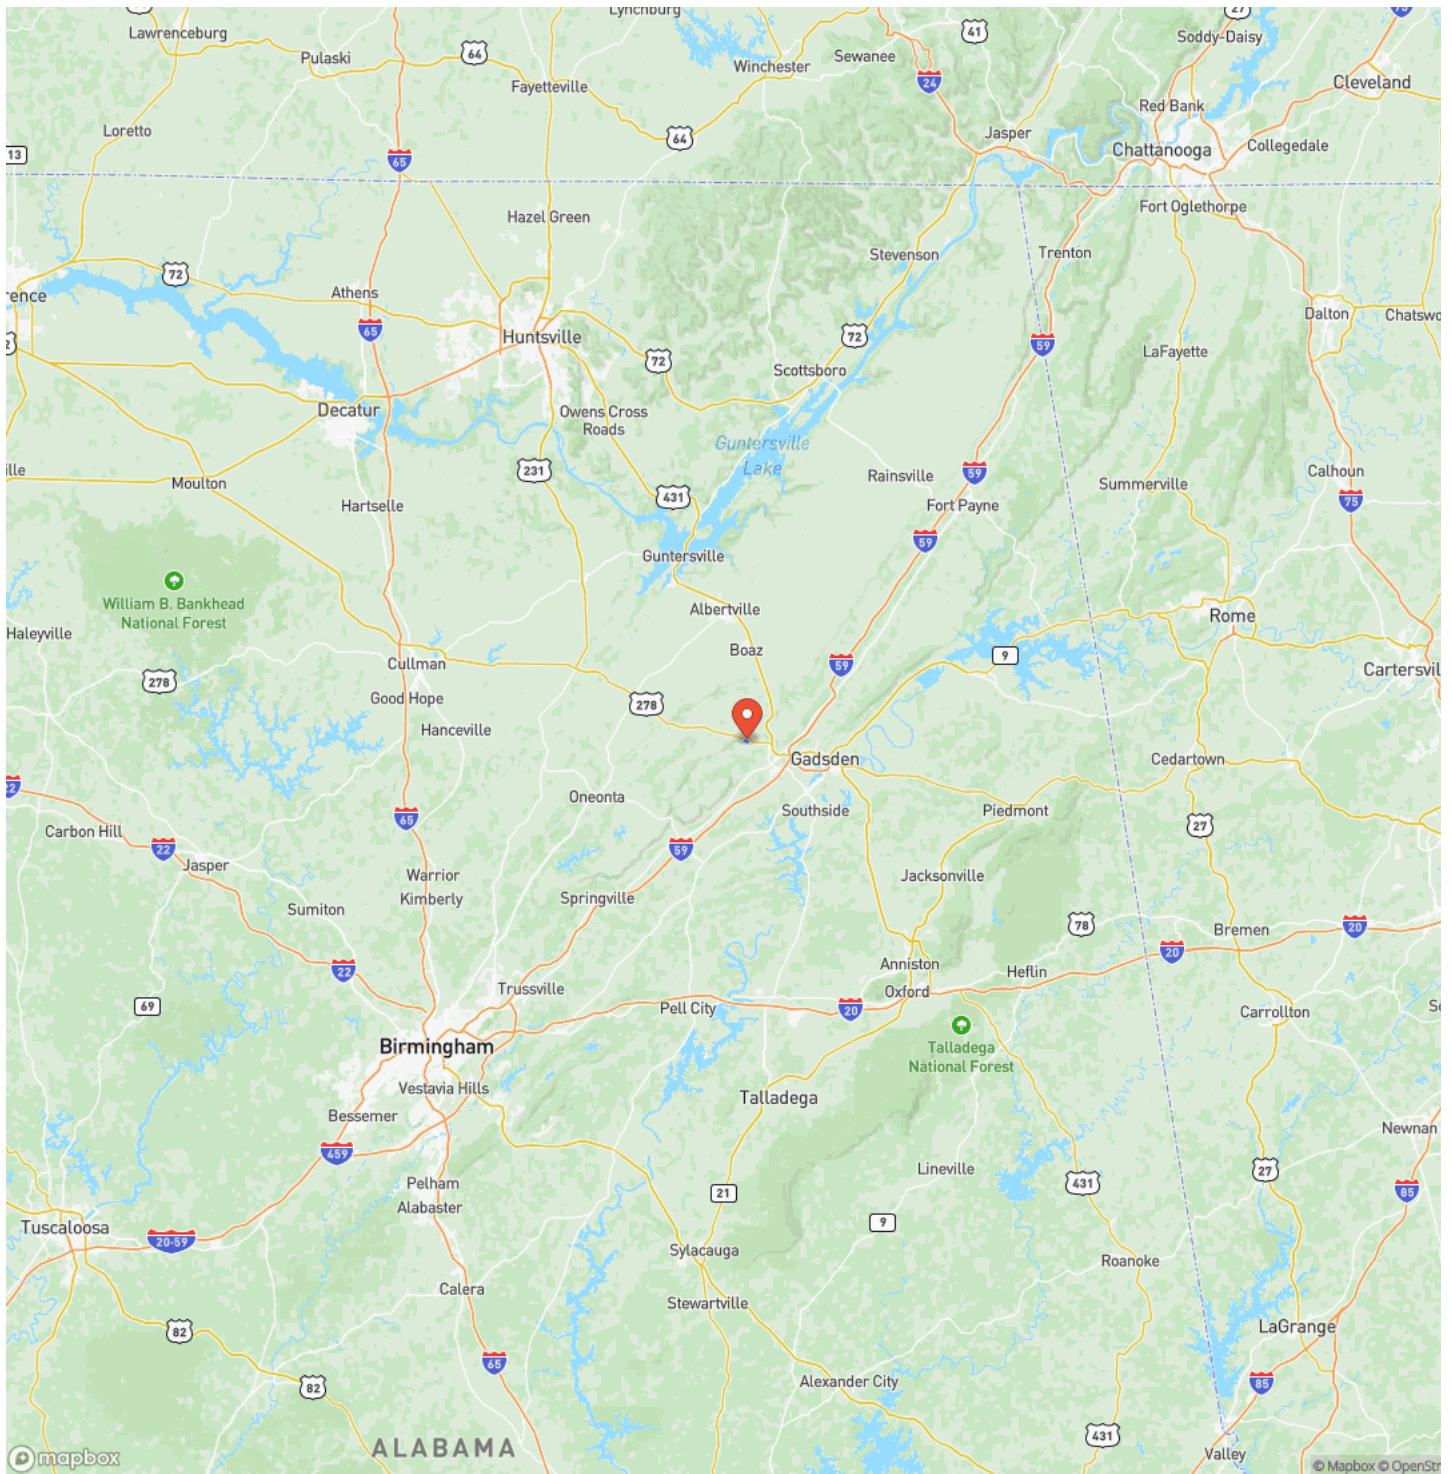 Lynchburg
27
75
Lawrenceburg
41
Soddy-Daisy
Pulaski
64
Sewanee
Winchester
24
Cleveland
Fayetteville
Red Bank
Loretto
64
Jasper
Chattanooga
Collegedale
13
65
Fort Oglethorpe
Hazel Green
Stevenson
Trenton
72
rence
Athens
Dalton
Chatsw
65
Huntsville
72
59
2
72
LaFayette
Scottsboro
Decatur
Owens Cross
Roads
Guntersville
Lake
ille
231
Rainsville
59
Calhoun
Moulton
431
Summerville
75
Hartselle
Fort Payne
59
Guntersville
William B. Bankhead
National Forest
Albertville
Rome
Haleyville
Boaz
9
Cullman
59
Cartersvil
278
Good Hope
278
Hanceville
Gadsden
Cedartown
22
Oneonta
Southside
Piedmont
65
27
Carbon Hill
22
59
Jasper
Warrior
Jacksonville
Kimberly
Springville
Sumiton
78
20
Bremen
20
22
Anniston
Heflin
Trussville
Oxford
69
Pell City
20
Carrollton
Birmingham
Talladega
National Forest
Vestavia Hills
Talladega
Bessemer
Newnan
459
Lineville
27
Pelham
431
85
21
Alabaster
9
Tuscaloosa
20-59
Sylacauga
Roanoke
Calera
Stewartville
82
LaGrange
65
Alexander City
85
82
431
ALABAMA
Valley
mapbox
© Mapbox © OpenStr